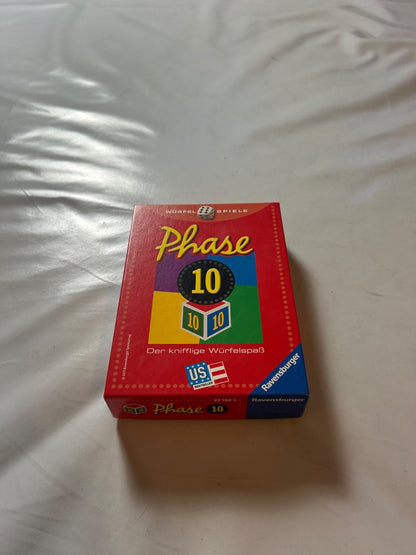 WÜRFEL SPIELE
Phase
10
10 10
Der knifflige Würfelspaß
US
Ravensburger
Phase 10
Ravensburger